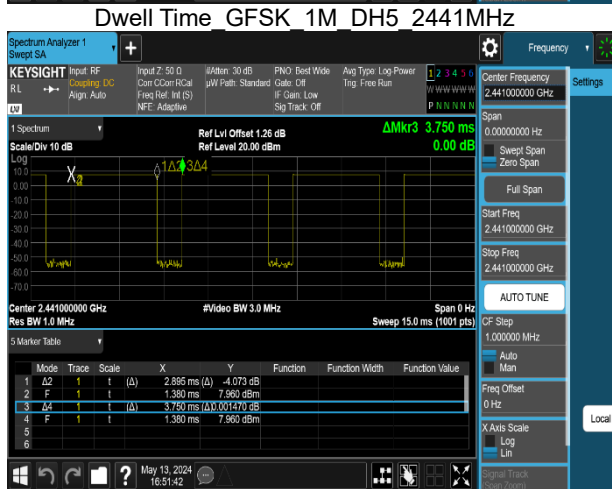 Dwell Time_GFSK_1M_DH5_2441MHz
Spectrum Analyzer 1
Swept SA
Frequency
KEYSIGHT Input: RF
RL
Coupling: DC
Align: Auto
Input Z: 50 Ω
Corr CCorr RCal
Freq Ref: Int (S)
NFE: Adaptive
#Atten: 30 dB
µW Path: Standard
PNO: Best Wide
Gate: Off
IF Gain: Low
Sig Track: Off
Avg Type: Log-Power
Trig: Free Run
1 2 3 4 5 6
W W W W W W
P N N N N N
LXI
Center Frequency
2.441000000 GHz
Settings
1 Spectrum
Scale/Div 10 dB
Ref Lvl Offset 1.26 dB
Ref Level 20.00 dBm
ΔMkr3 3.750 ms
0.00 dB
Span
0.00000000 Hz
Swept Span
Zero Span
Full Span
Log
10.0
0.00
-10.0
-20.0
-30.0
-40.0
-50.0
-60.0
-70.0
X2
1Δ2
3Δ4
Start Freq
2.441000000 GHz
Stop Freq
2.441000000 GHz
AUTO TUNE
Center 2.441000000 GHz
Res BW 1.0 MHz
#Video BW 3.0 MHz
Span 0 Hz
Sweep 15.0 ms (1001 pts)
CF Step
1.000000 MHz
Auto
Man
5 Marker Table
Mode Trace Scale X Y Function Function Width Function Value
1 Δ2 1 t (Δ) 2.895 ms (Δ) -4.073 dB
2 F 1 t 1.380 ms 7.960 dBm
3 Δ4 1 t (Δ) 3.750 ms (Δ) 0.001470 dB
4 F 1 t 1.380 ms 7.960 dBm
5
6
Freq Offset
0 Hz
Local
X Axis Scale
Log
Lin
Signal Track
(Span Zoom)
? May 13, 2024
16:51:42